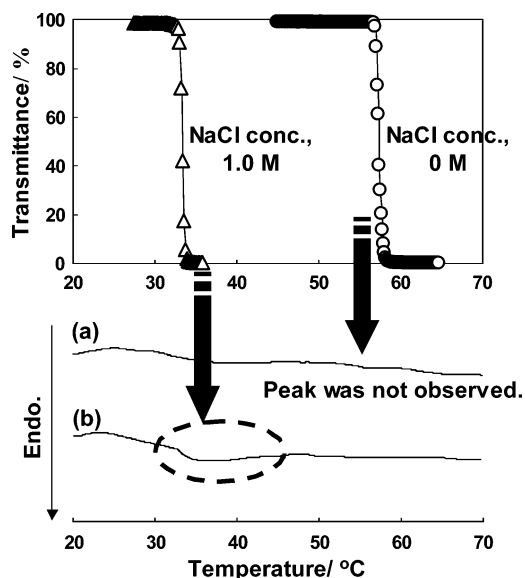 Transmittance/ %
100
80
60
40
20
0
NaCl conc.,
1.0 M
NaCl conc.,
0 M
20 30 40 50 60 70
(a)
Peak was not observed.
(b)
Endo.
20 30 40 50 60 70
Temperature/ °C